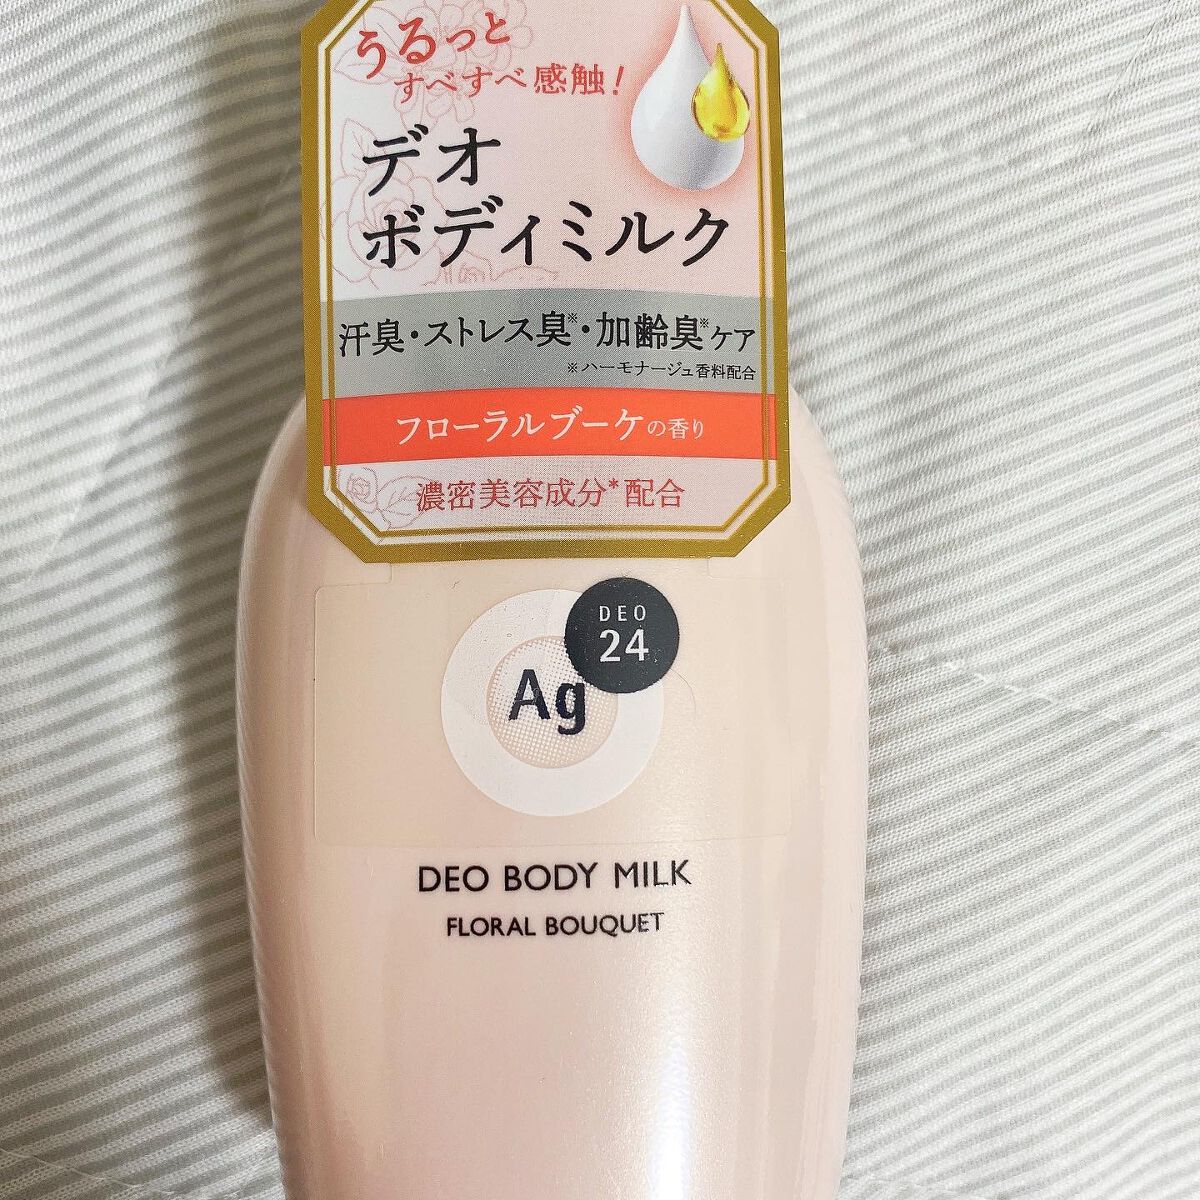 うるっと
すべすべ感触!
デオ
ボディミルク
汗臭・ストレス臭※・加齢臭※ケア
※ハーモナージュ香料配合
フローラルブーケの香り
濃密美容成分*配合
DEO
24
Ag
DEO BODY MILK
FLORAL BOUQUET